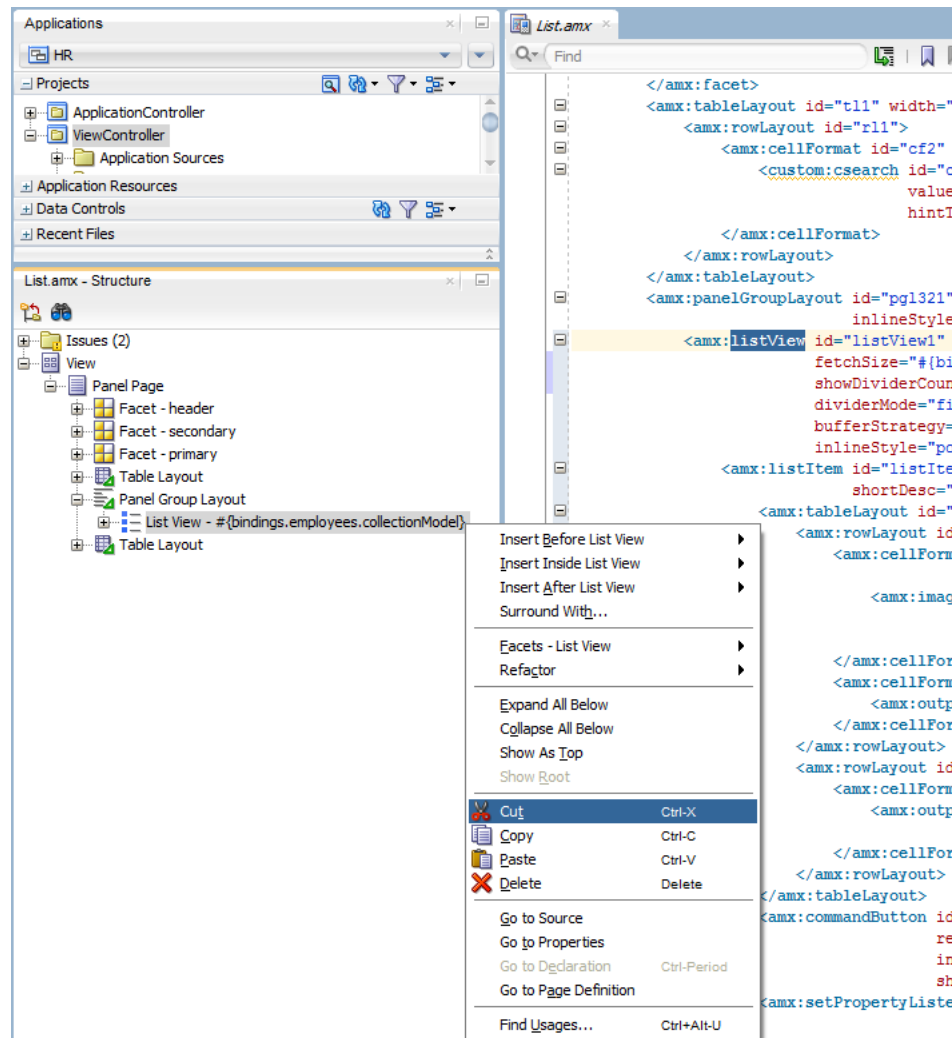 Applications
HR
Projects
ApplicationController
ViewController
Application Sources
Application Resources
Data Controls
Recent Files
List.amx - Structure
Issues (2)
View
Panel Page
Facet - header
Facet - secondary
Facet - primary
Table Layout
Panel Group Layout
List View - #{bindings.employees.collectionModel}
Table Layout
List.amx
Find
</amx:facet>
<amx:tableLayout id="tl1" width="
<amx:rowLayout id="rl1">
<amx:cellFormat id="cf2"
<custom:csearch id="c
value
hintT
</amx:cellFormat>
</amx:rowLayout>
</amx:tableLayout>
<amx:panelGroupLayout id="pgl321"
inlineStyle
<amx:listView id="listView1"
fetchSize="#{bi
showDividerCoun
dividerMode="fi
bufferStrategy=
inlineStyle="po
<amx:listItem id="listIte
shortDesc="
<amx:tableLayout id="
<amx:rowLayout id
<amx:cellForm
<amx:imag
</amx:cellFor
<amx:cellForm
<amx:outp
</amx:cellFor
</amx:rowLayout>
<amx:rowLayout id
<amx:cellForm
<amx:outp
</amx:cellFor
</amx:rowLayout>
</amx:tableLayout>
<amx:commandButton id
re
in
sh
<amx:setPropertyListe
Insert Before List View
Insert Inside List View
Insert After List View
Surround With...
Facets - List View
Refactor
Expand All Below
Collapse All Below
Show As Top
Show Root
Cut Ctrl-X
Copy Ctrl-C
Paste Ctrl-V
Delete Delete
Go to Source
Go to Properties
Go to Declaration Ctrl-Period
Go to Page Definition
Find Usages... Ctrl+Alt-U